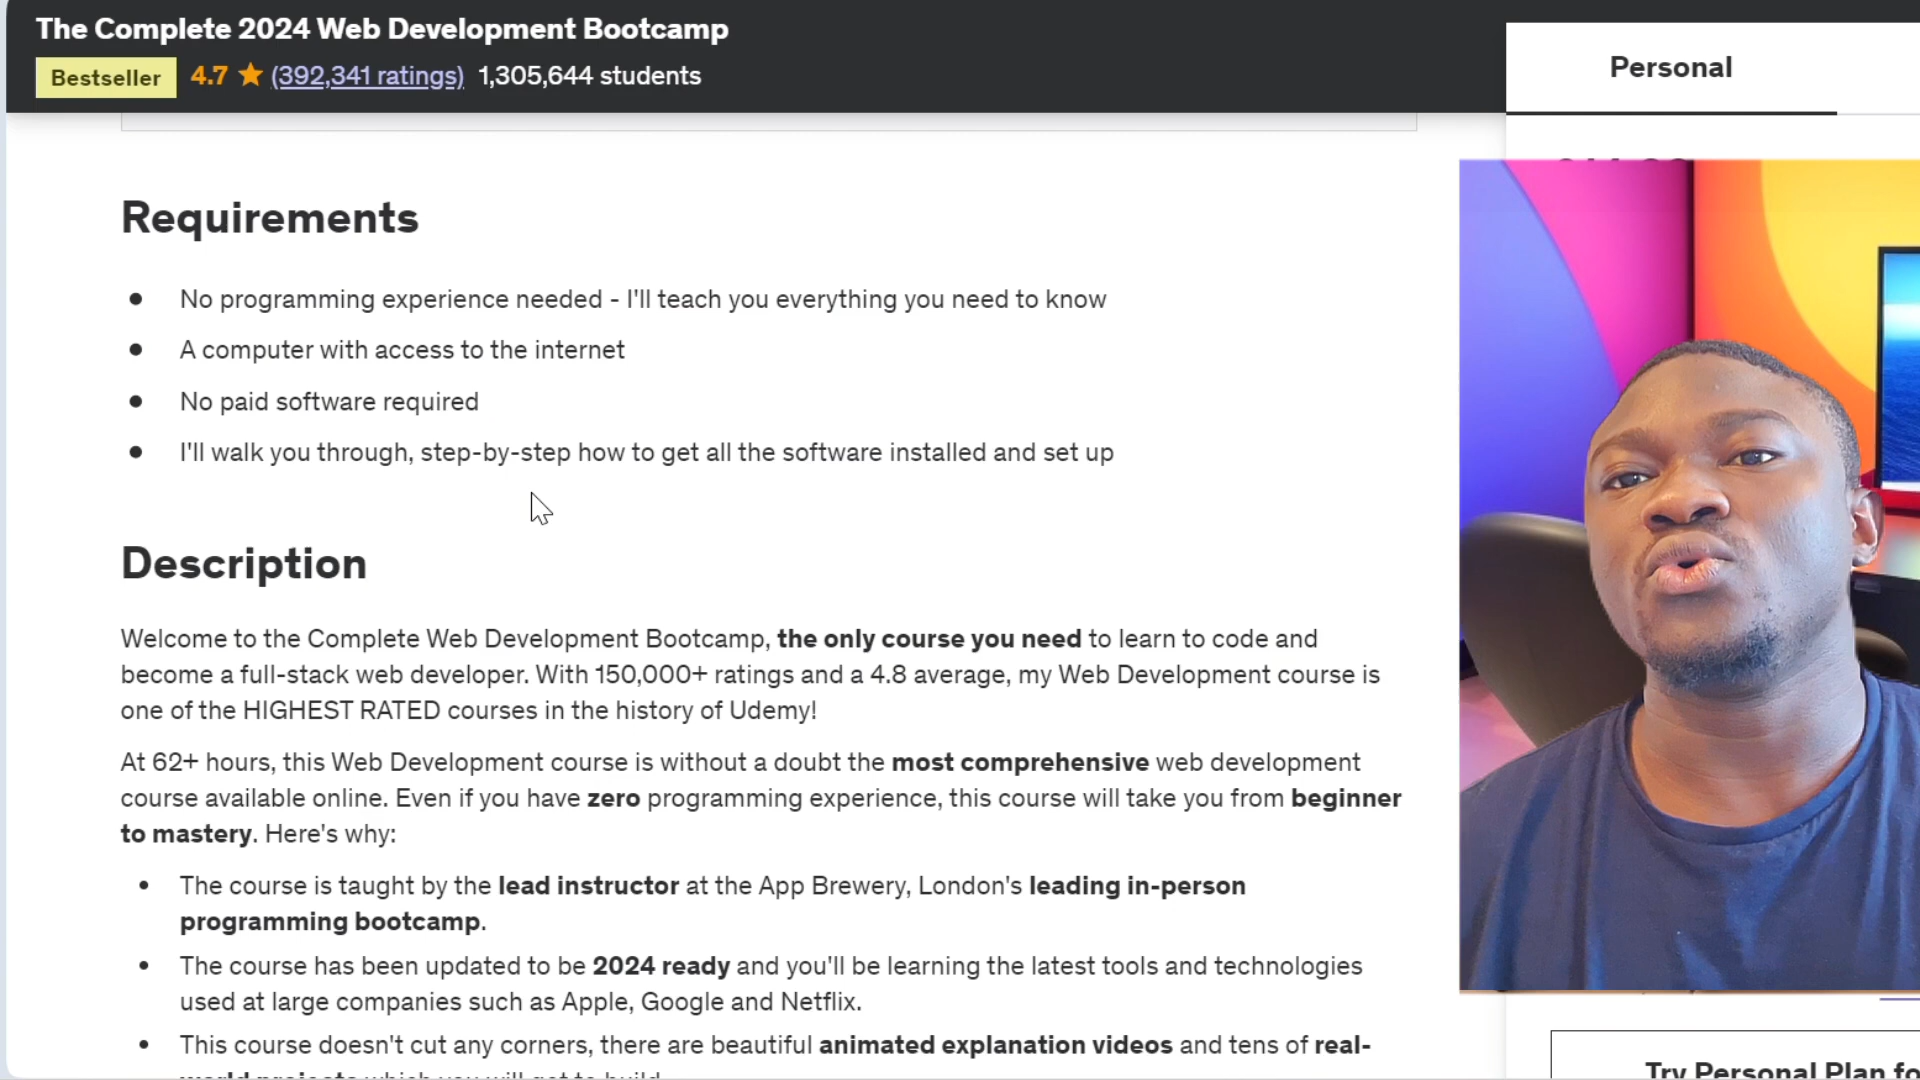 The Complete 2024 Web Development Bootcamp
Bestseller 4.7 (392,341 ratings) 1,305,644 students
Personal
Requirements
No programming experience needed - I'll teach you everything you need to know
A computer with access to the internet
No paid software required
I'll walk you through, step-by-step how to get all the software installed and set up
Description
Welcome to the Complete Web Development Bootcamp, the only course you need to learn to code and
become a full-stack web developer. With 150,000+ ratings and a 4.8 average, my Web Development course is
one of the HIGHEST RATED courses in the history of Udemy!
At 62+ hours, this Web Development course is without a doubt the most comprehensive web development
course available online. Even if you have zero programming experience, this course will take you from beginner
to mastery. Here's why:
The course is taught by the lead instructor at the App Brewery, London's leading in-person
programming bootcamp.
The course has been updated to be 2024 ready and you'll be learning the latest tools and technologies
used at large companies such as Apple, Google and Netflix.
This course doesn't cut any corners, there are beautiful animated explanation videos and tens of real-
world projects which you will get to build.
Try Personal Plan fo